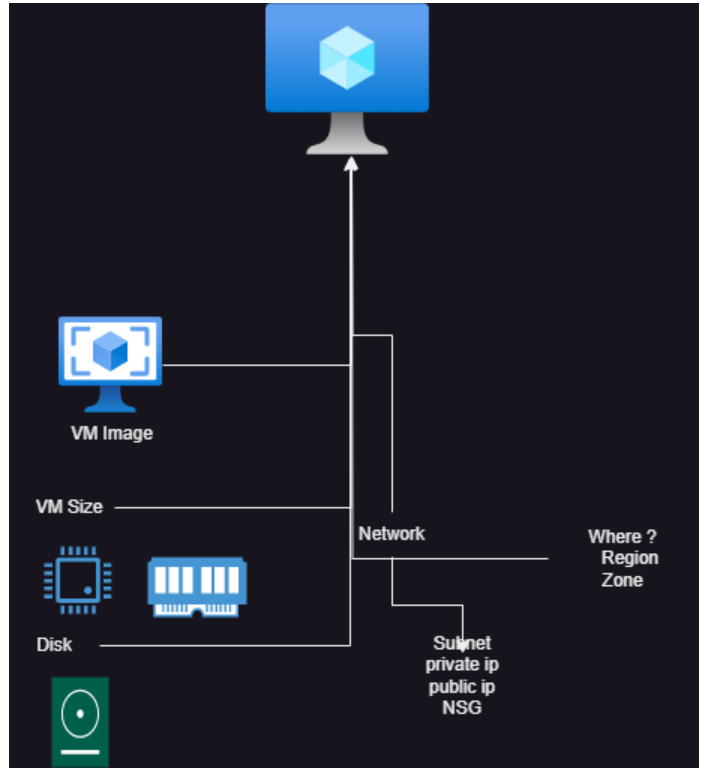 VM Image
VM Size
Network
Where ?
Region
Zone
Disk
Subnet
private ip
public ip
NSG